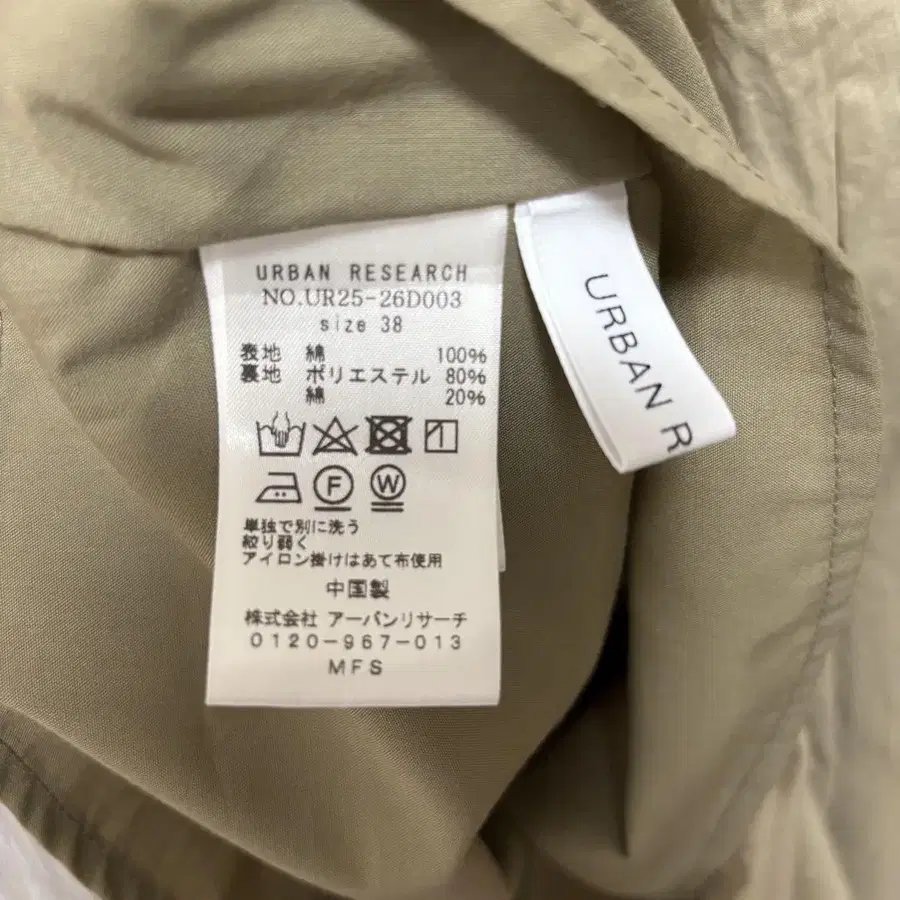 URBAN RESEARCH
NO.UR25-26D003
size 38
表地 綿 100%
裏地 ポリエステル 80%
綿 20%
F W
単独で別に洗う
絞り弱く
アイロン掛けはあて布使用
中国製
株式会社 アーバンリサーチ
0120-967-013
MFS
URBAN R